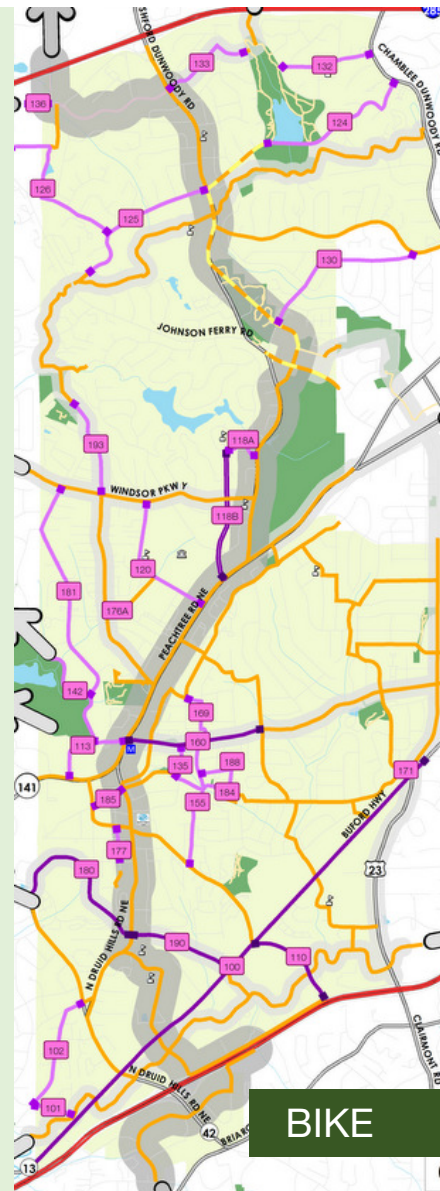 285
SHFORD DUNWOODY RD
133
132
CHAMBLEE DUNWOODY RD
136
124
126
125
130
JOHNSON FERRY RD
193
118A
WINDSOR PKWY
118B
120
181
176A
PEACHTREE RD NE
142
169
113
160
M
135
188
171
141
184
185
155
BUFORD HWY
177
23
180
190
100
110
N DRUID HILLS RD NE
102
CLAIRMONT RD
101
N DRUID HILLS RD NE
42
BRIARC
BIKE
13